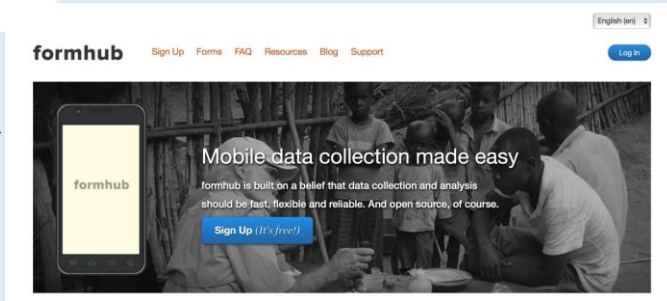 English (en)
formhub
Sign Up Forms FAQ Resources Blog Support
Log In
formhub
Mobile data collection made easy
formhub is built on a belief that data collection and analysis
should be fast, flexible and reliable. And open source, of course.
Sign Up (It's free!)